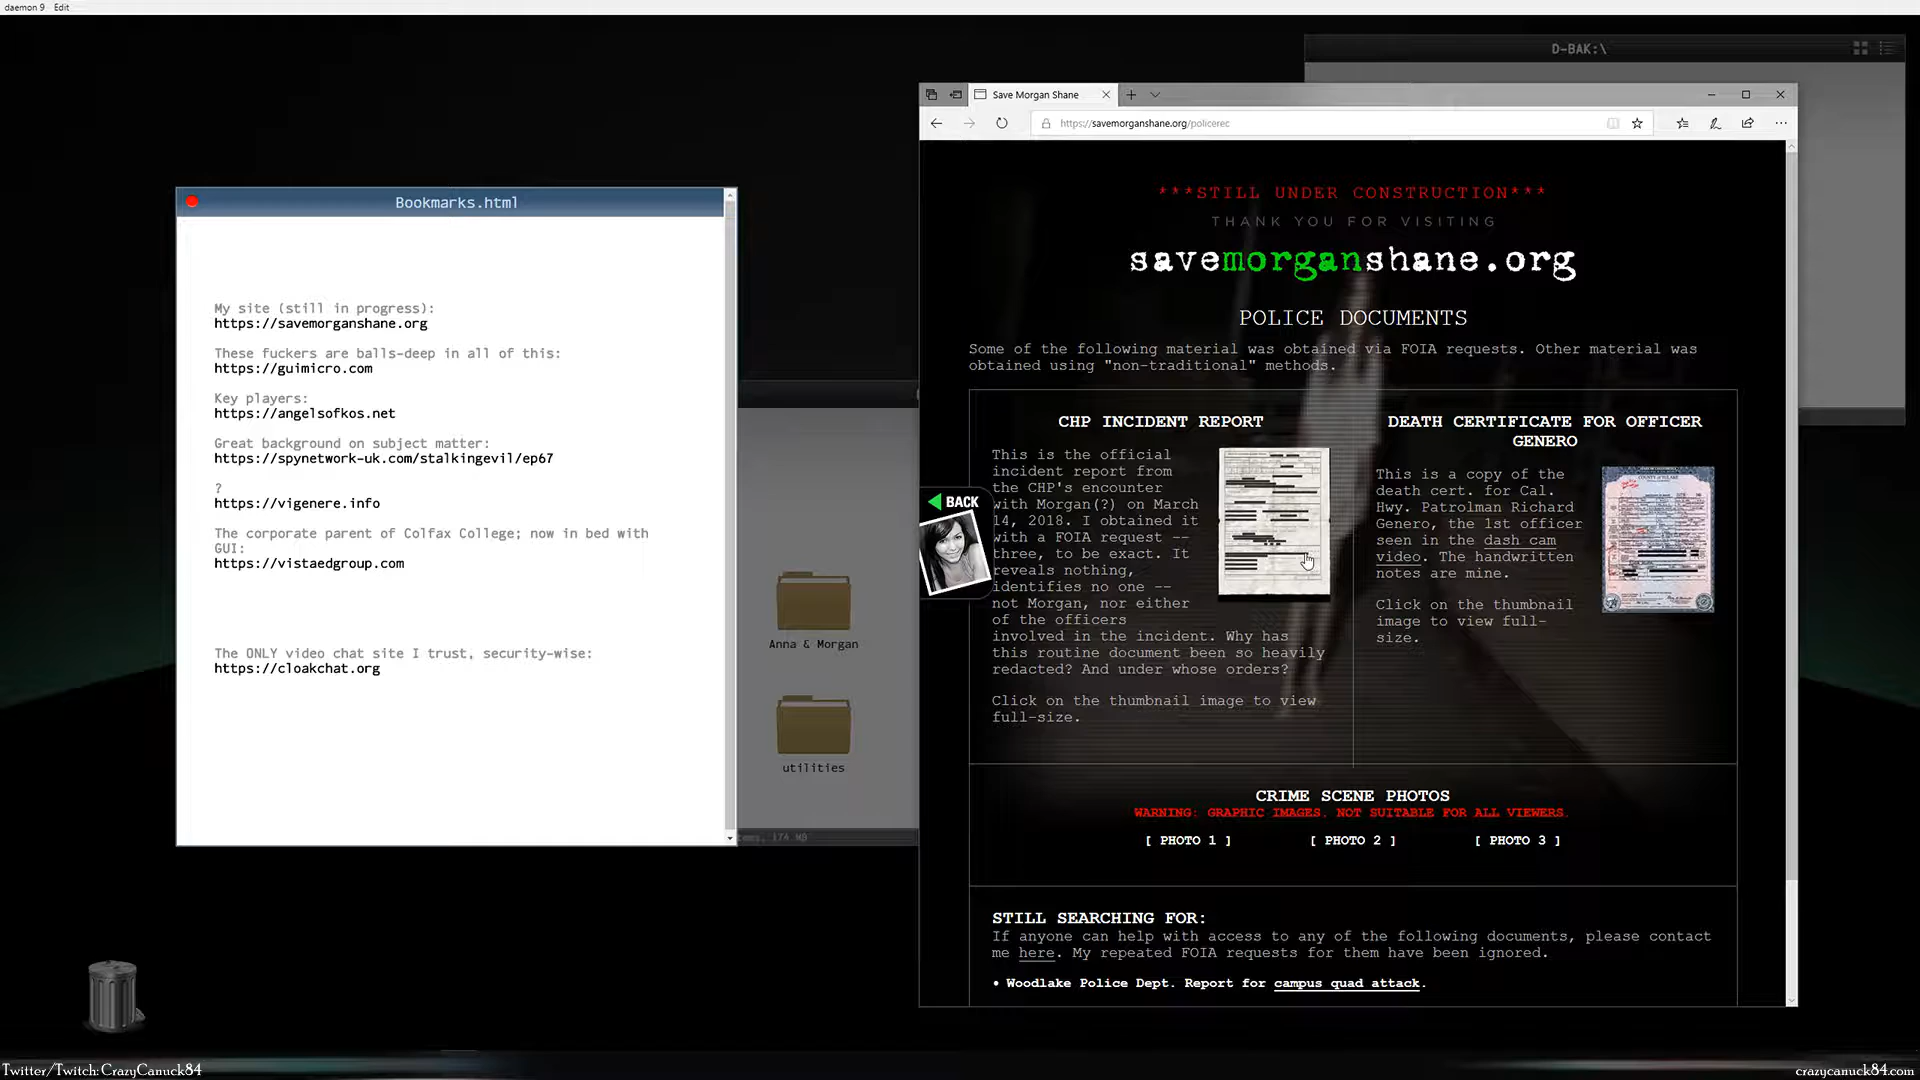 daemon 9 Edit
D-BAK:\
Save Morgan Shane
https://savemorganshane.org/policerec
Bookmarks.html
My site (still in progress):
https://savemorganshane.org
These fuckers are balls-deep in all of this:
https://guimicro.com
Key players:
https://angelsofkos.net
Great background on subject matter:
https://spynetwork-uk.com/stalkingevil/ep67
?
https://vigenere.info
The corporate parent of Colfax College; now in bed with
GUI:
https://vistaedgroup.com
The ONLY video chat site I trust, security-wise:
https://cloakchat.org
Anna & Morgan
utilities
174 MB
***STILL UNDER CONSTRUCTION***
THANK YOU FOR VISITING
savemorganshane.org
POLICE DOCUMENTS
Some of the following material was obtained via FOIA requests. Other material was
obtained using "non-traditional" methods.
BACK
CHP INCIDENT REPORT
This is the official
incident report from
the CHP's encounter
with Morgan(?) on March
14, 2018. I obtained it
with a FOIA request --
three, to be exact. It
reveals nothing,
identifies no one --
not Morgan, nor either
of the officers
involved in the incident. Why has
this routine document been so heavily
redacted? And under whose orders?
Click on the thumbnail image to view
full-size.
DEATH CERTIFICATE FOR OFFICER
GENERO
This is a copy of the
death cert. for Cal.
Hwy. Patrolman Richard
Genero, the 1st officer
seen in the dash cam
video. The handwritten
notes are mine.
Click on the thumbnail
image to view full-
size.
CRIME SCENE PHOTOS
WARNING: GRAPHIC IMAGES. NOT SUITABLE FOR ALL VIEWERS.
[ PHOTO 1 ] [ PHOTO 2 ] [ PHOTO 3 ]
STILL SEARCHING FOR:
If anyone can help with access to any of the following documents, please contact
me here. My repeated FOIA requests for them have been ignored.
• Woodlake Police Dept. Report for campus quad attack.
Twitter/Twitch:CrazyCanuck84
crazycanuck84.com